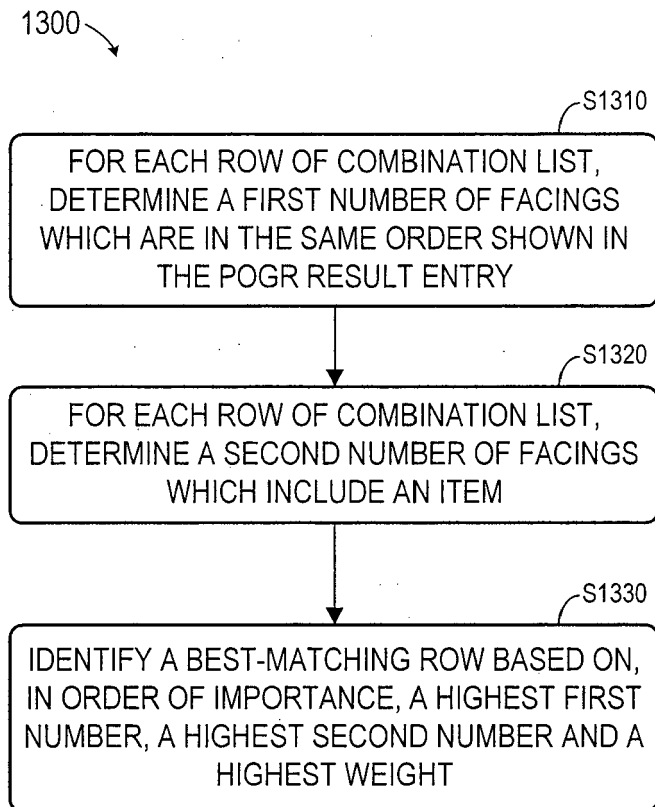 1300
S1310
FOR EACH ROW OF COMBINATION LIST,
DETERMINE A FIRST NUMBER OF FACINGS
WHICH ARE IN THE SAME ORDER SHOWN IN
THE POGR RESULT ENTRY
S1320
FOR EACH ROW OF COMBINATION LIST,
DETERMINE A SECOND NUMBER OF FACINGS
WHICH INCLUDE AN ITEM
S1330
IDENTIFY A BEST-MATCHING ROW BASED ON,
IN ORDER OF IMPORTANCE, A HIGHEST FIRST
NUMBER, A HIGHEST SECOND NUMBER AND A
HIGHEST WEIGHT